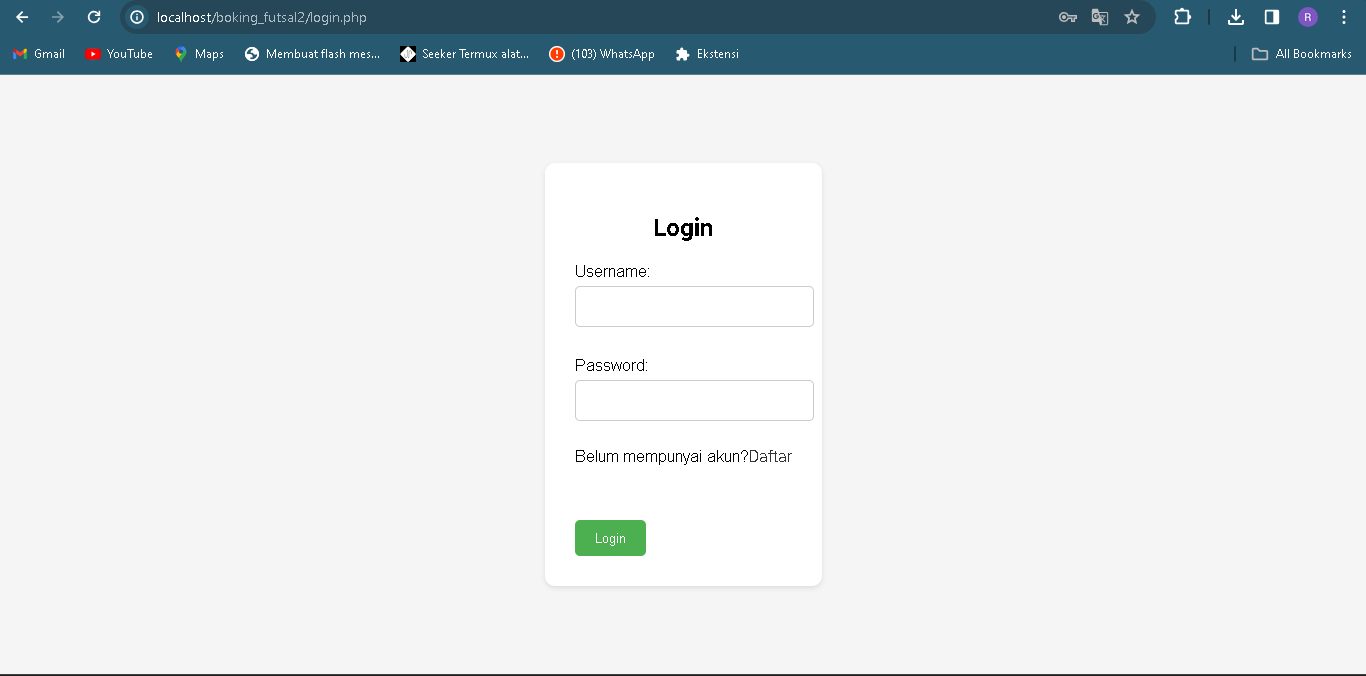 localhost/boking_futsal2/login.php
R
Gmail YouTube Maps Membuat flash mes... Seeker Termux alat... (103) WhatsApp Ekstensi All Bookmarks
Login
Username:
Password:
Belum mempunyai akun?Daftar
Login